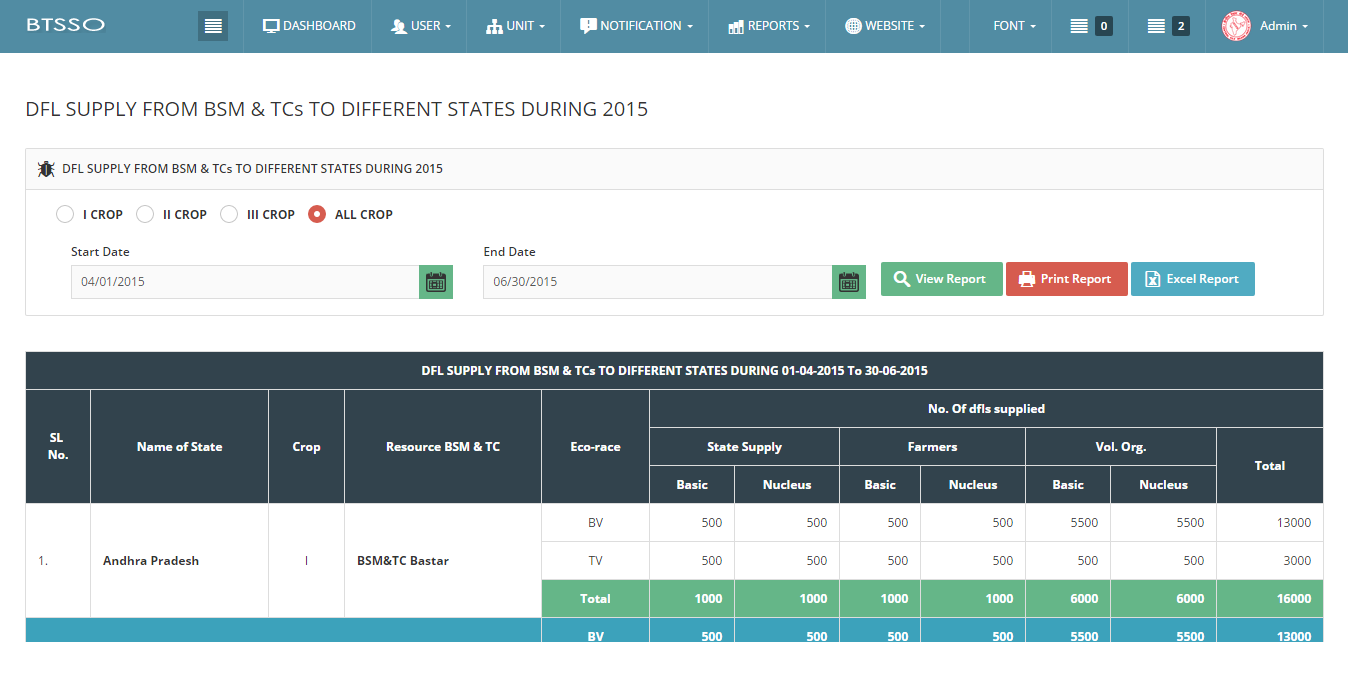 BTSSO DASHBOARD USER UNIT NOTIFICATION REPORTS WEBSITE FONT 0 2 Admin
DFL SUPPLY FROM BSM & TCs TO DIFFERENT STATES DURING 2015
DFL SUPPLY FROM BSM & TCs TO DIFFERENT STATES DURING 2015
I CROP II CROP III CROP ALL CROP
Start Date End Date
04/01/2015 06/30/2015 View Report Print Report Excel Report
DFL SUPPLY FROM BSM & TCs TO DIFFERENT STATES DURING 01-04-2015 To 30-06-2015
SL No. Name of State Crop Resource BSM & TC Eco-race No. Of dfls supplied
State Supply Farmers Vol. Org. Total
Basic Nucleus Basic Nucleus Basic Nucleus
BV 500 500 500 500 5500 5500 13000
1. Andhra Pradesh I BSM&TC Bastar TV 500 500 500 500 500 500 3000
Total 1000 1000 1000 1000 6000 6000 16000
BV 500 500 500 500 5500 5500 13000